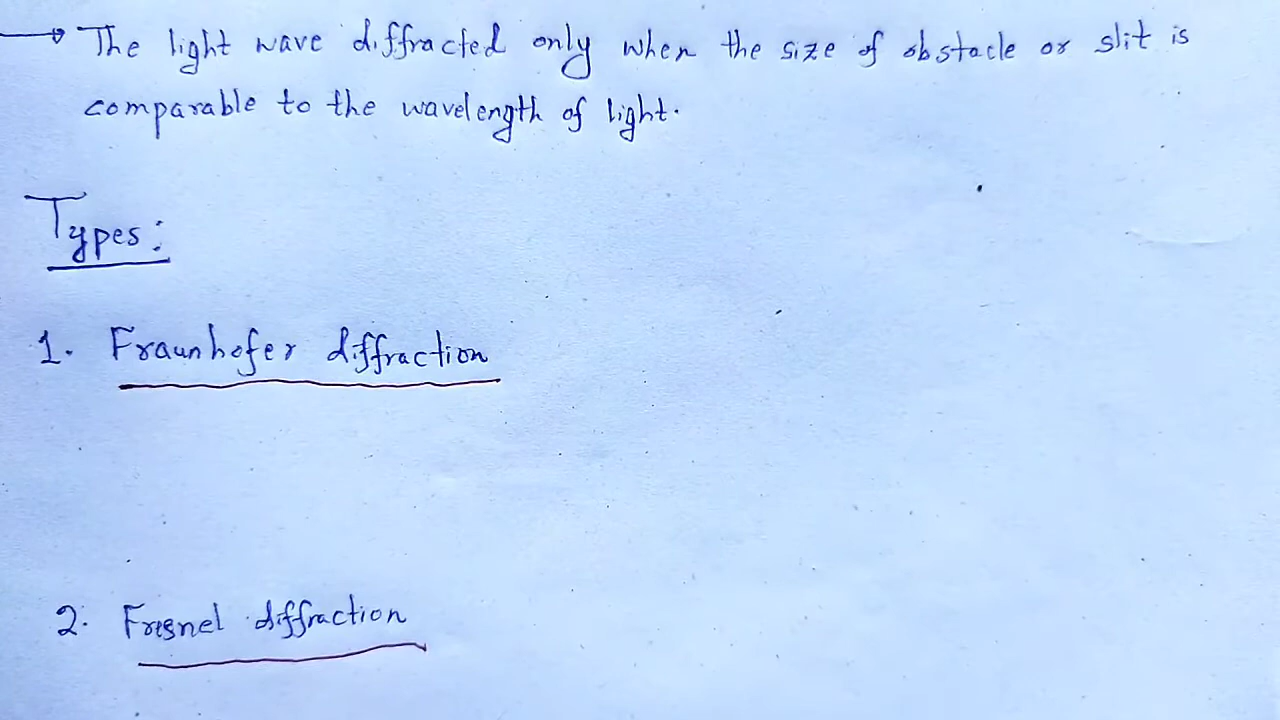 → The light wave diffracted only when the size of obstacle or slit is
comparable to the wavelength of light.
Types:
1. Fraunhofer diffraction
2. Fresnel diffraction